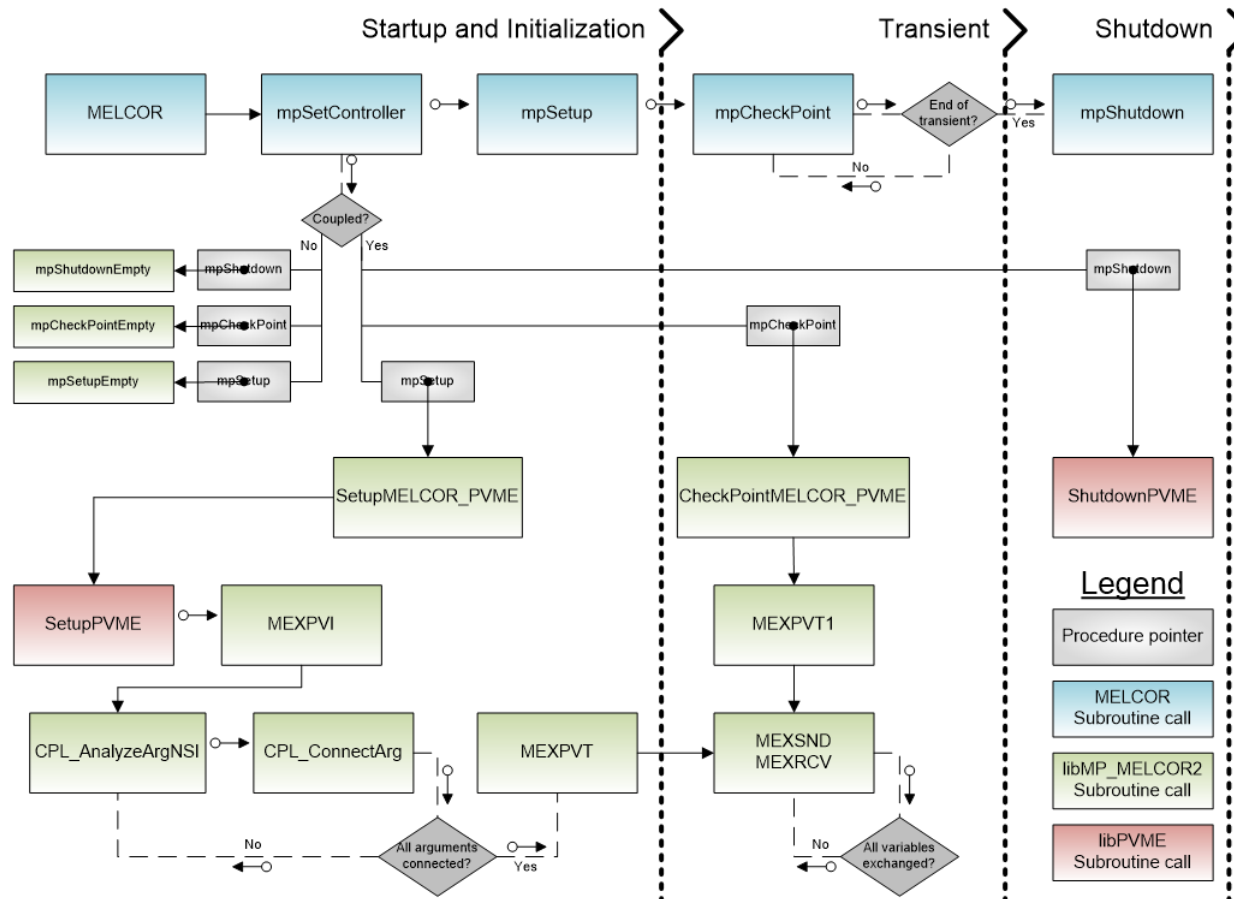 Startup and Initialization
Transient
Shutdown
MELCOR
mpSetController
mpSetup
mpCheckPoint
End of
transient?
Yes
mpShutdown
No
Coupled?
No
Yes
mpShutdownEmpty
mpShutdown
mpShutdown
mpCheckPointEmpty
mpCheckPoint
mpCheckPoint
mpSetupEmpty
mpSetup
mpSetup
SetupMELCOR_PVME
CheckPointMELCOR_PVME
ShutdownPVME
Legend
SetupPVME
MEXPVI
MEXPVT1
Procedure pointer
MELCOR
Subroutine call
CPL_AnalyzeArgNSI
CPL_ConnectArg
MEXPVT
MEXSND
MEXRCV
libMP_MELCOR2
Subroutine call
No
All arguments
connected?
Yes
No
All variables
exchanged?
libPVME
Subroutine call